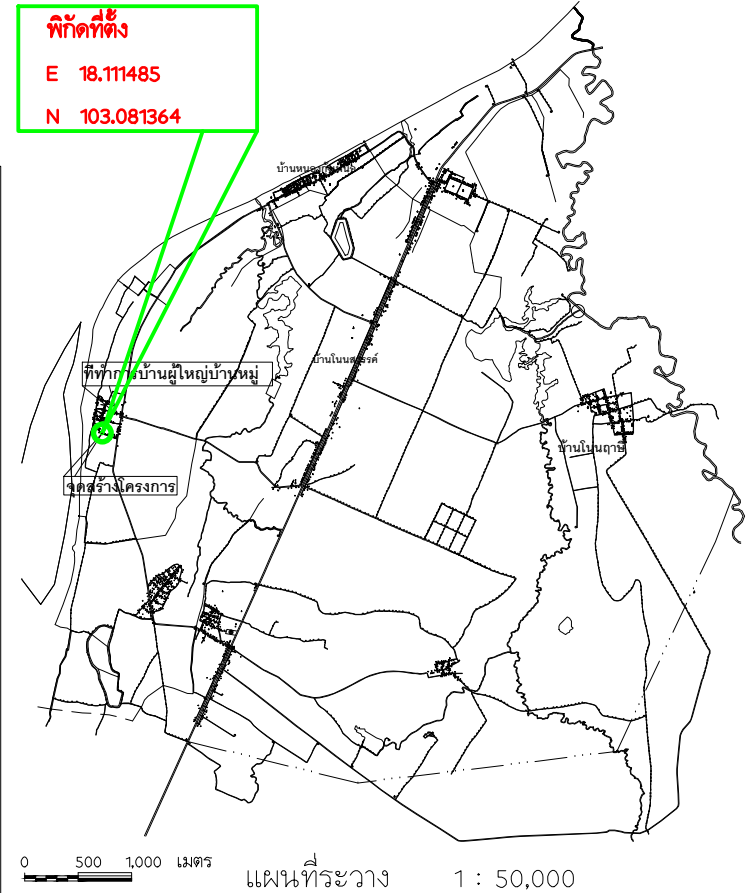 พิกัดที่ตั้ง
E 18.111485
N 103.081364
บ้านโนนสวรรค์
ที่ทำการบ้านผู้ใหญ่บ้านหมู่
บ้านโนนฤาษี
จุดสร้างโครงการ
0 500 1,000 เมตร
แผนที่ระวาง 1 : 50,000